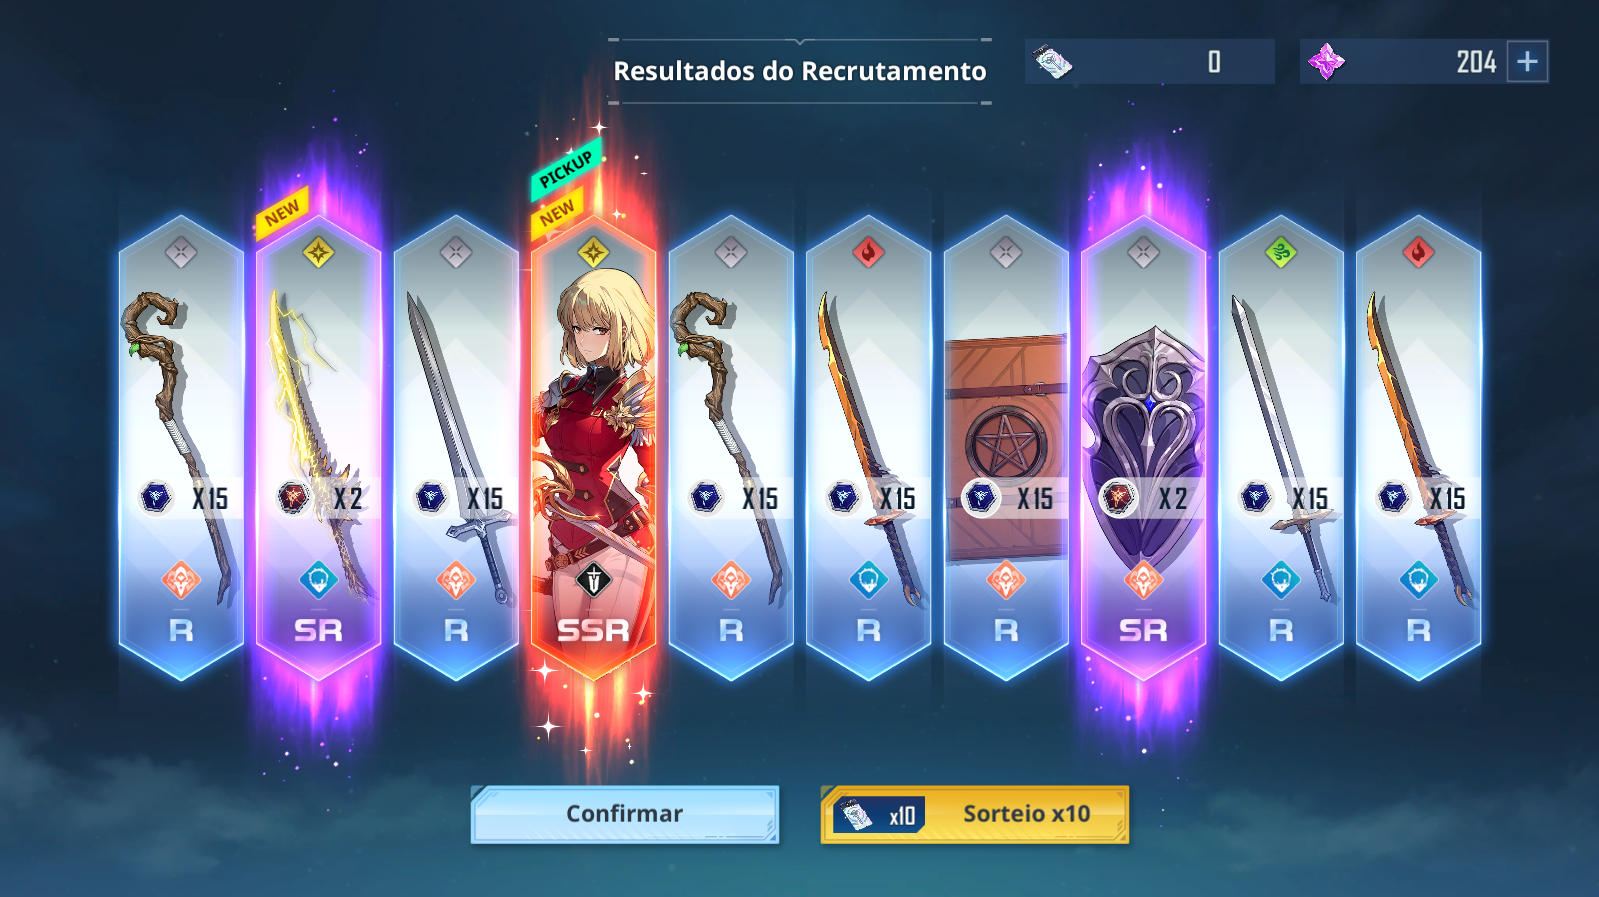 Resultados do Recrutamento
0
204
PICKUP
NEW
NEW
X15
X2
X15
X15
X15
X15
X2
X15
X15
R
SR
R
SSR
R
R
R
SR
R
R
Confirmar
x10
Sorteio x10